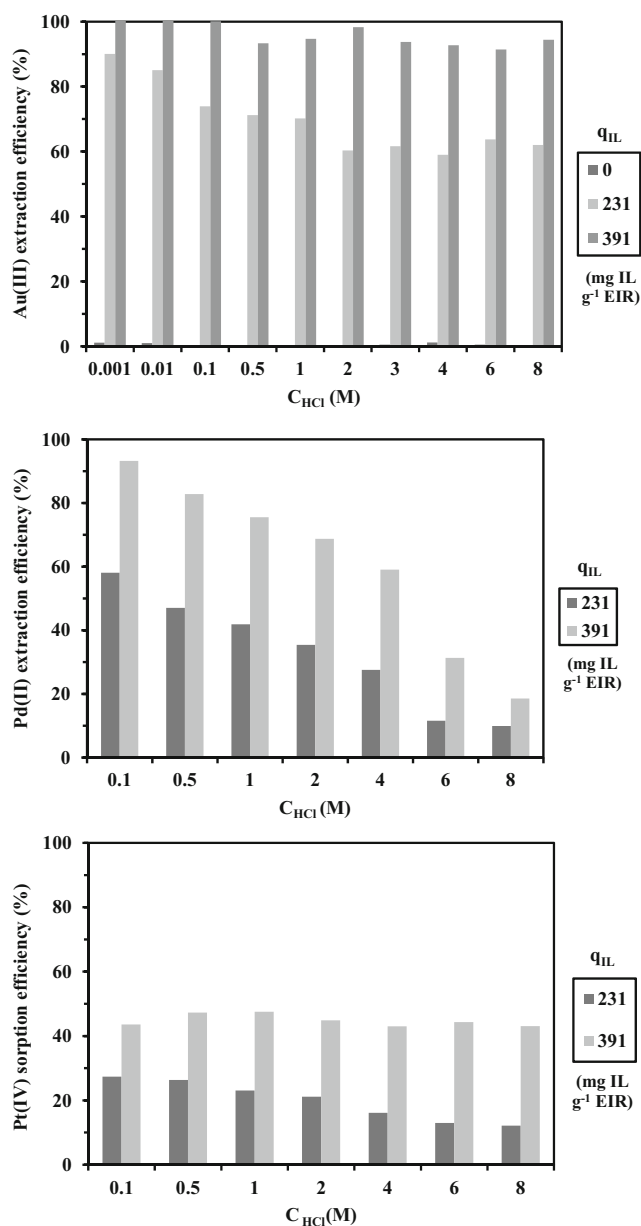 Au(III) extraction efficiency (%)
100
80
60
40
20
0
0.001 0.01 0.1 0.5 1 2 3 4 6 8
C_HCl (M)
q_IL
0
231
391
(mg IL
g⁻¹ EIR)
Pd(II) extraction efficiency (%)
100
80
60
40
20
0
0.1 0.5 1 2 4 6 8
C_HCl (M)
q_IL
231
391
(mg IL
g⁻¹ EIR)
Pt(IV) sorption efficiency (%)
100
80
60
40
20
0
0.1 0.5 1 2 4 6 8
C_HCl (M)
q_IL
231
391
(mg IL
g⁻¹ EIR)